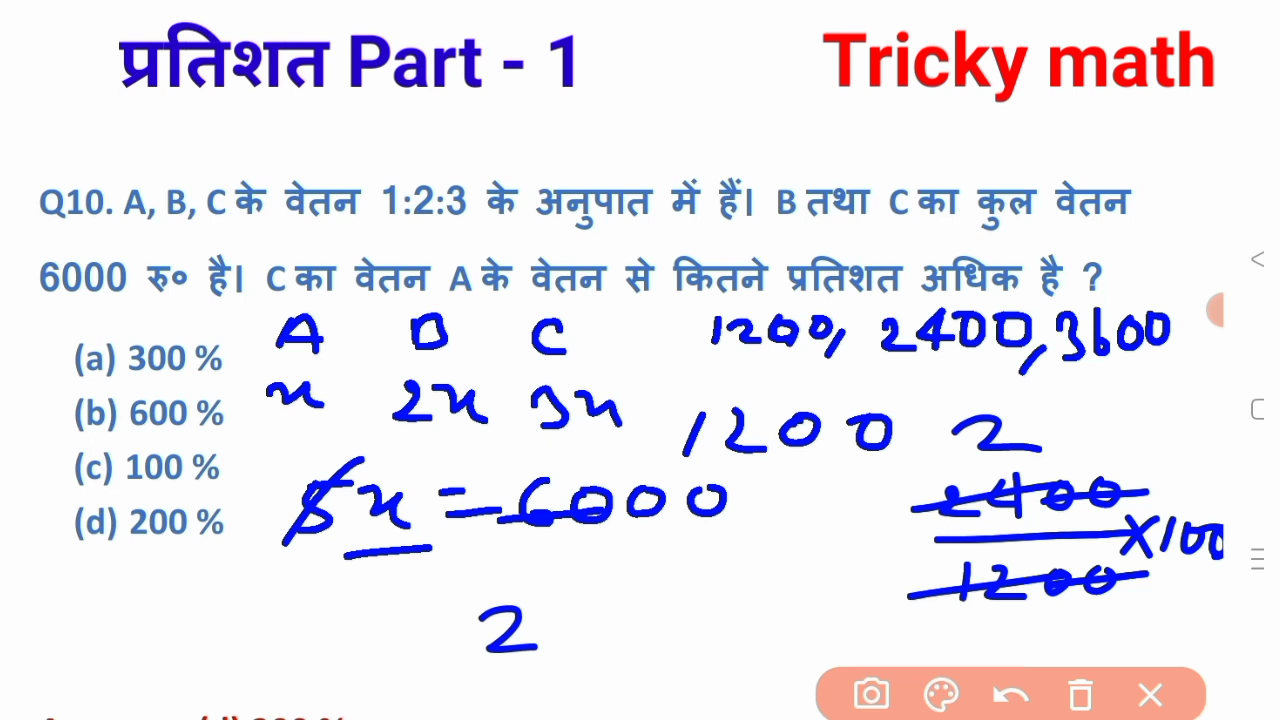 प्रतिशत Part - 1 Tricky math
Q10. A, B, C के वेतन 1:2:3 के अनुपात में हैं। B तथा C का कुल वेतन
6000 रु० है। C का वेतन A के वेतन से कितने प्रतिशत अधिक है ?
A B C 1200, 2400, 3600
(a) 300 %
x 2x 3x
(b) 600 %
1200 2
(c) 100 %
5x = 6000 2400
(d) 200 %
×100
1200
2